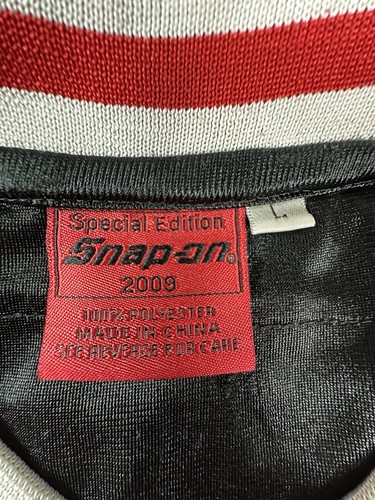 Special Edition
Snap-on®
2009
100% POLYESTER
MADE IN CHINA
SEE REVERSE FOR CARE
L